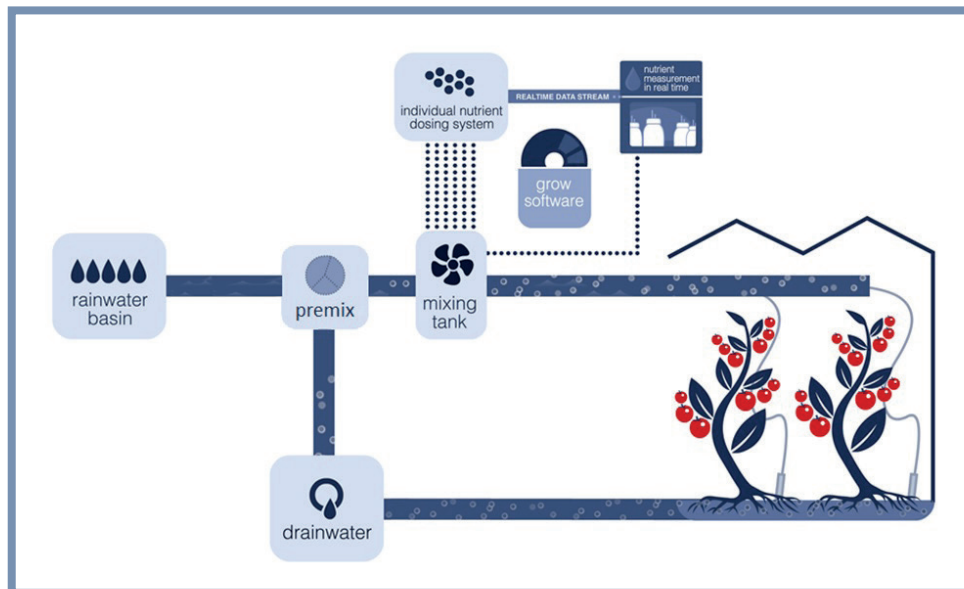 individual nutrient
dosing system
REALTIME DATA STREAM
nutrient
measurement
in real time
grow
software
rainwater
basin
premix
mixing
tank
drainwater